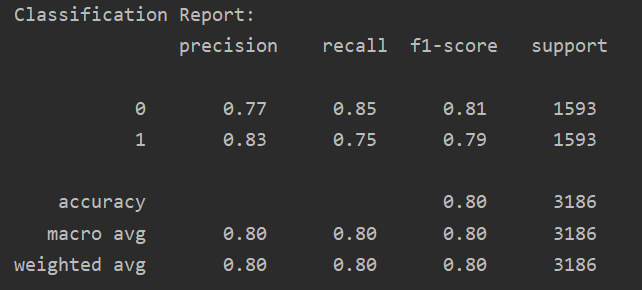 Classification Report:
precision recall f1-score support
0 0.77 0.85 0.81 1593
1 0.83 0.75 0.79 1593
accuracy 0.80 3186
macro avg 0.80 0.80 0.80 3186
weighted avg 0.80 0.80 0.80 3186